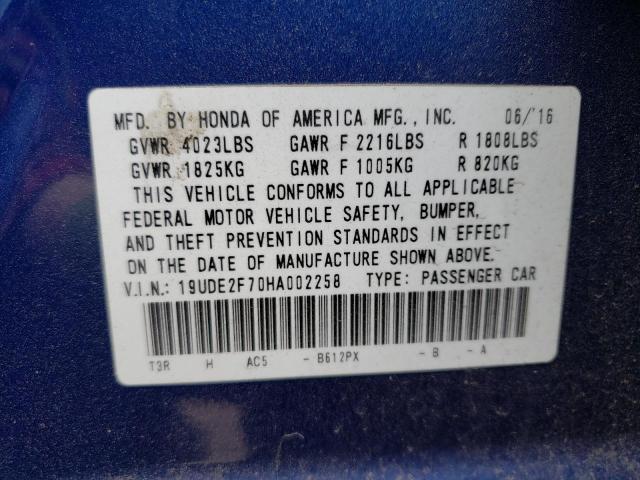 MFD. BY HONDA OF AMERICA MFG., INC. 06/'16
GVWR 4023LBS GAWR F 2216LBS R 1808LBS
GVWR 1825KG GAWR F 1005KG R 820KG
THIS VEHICLE CONFORMS TO ALL APPLICABLE
FEDERAL MOTOR VEHICLE SAFETY, BUMPER,
AND THEFT PREVENTION STANDARDS IN EFFECT
ON THE DATE OF MANUFACTURE SHOWN ABOVE.
V.I.N.: 19UDE2F70HA002258 TYPE: PASSENGER CAR
T3R H AC5 - B612PX - B - A